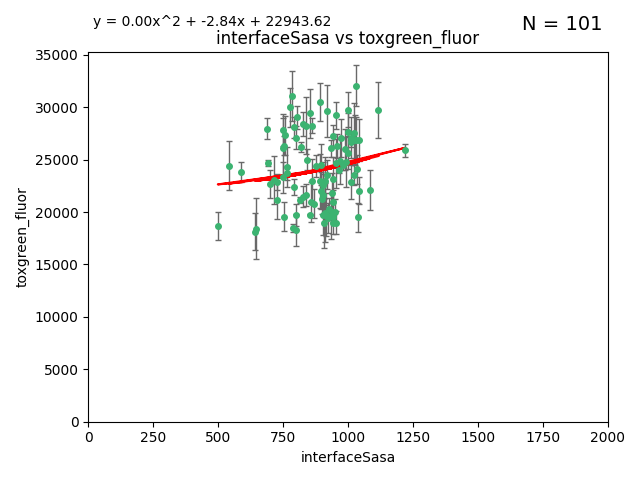 y = 0.00x^2 + -2.84x + 22943.62
N = 101
interfaceSasa vs toxgreen_fluor
35000
30000
25000
20000
15000
10000
5000
0
toxgreen_fluor
0 250 500 750 1000 1250 1500 1750 2000
interfaceSasa